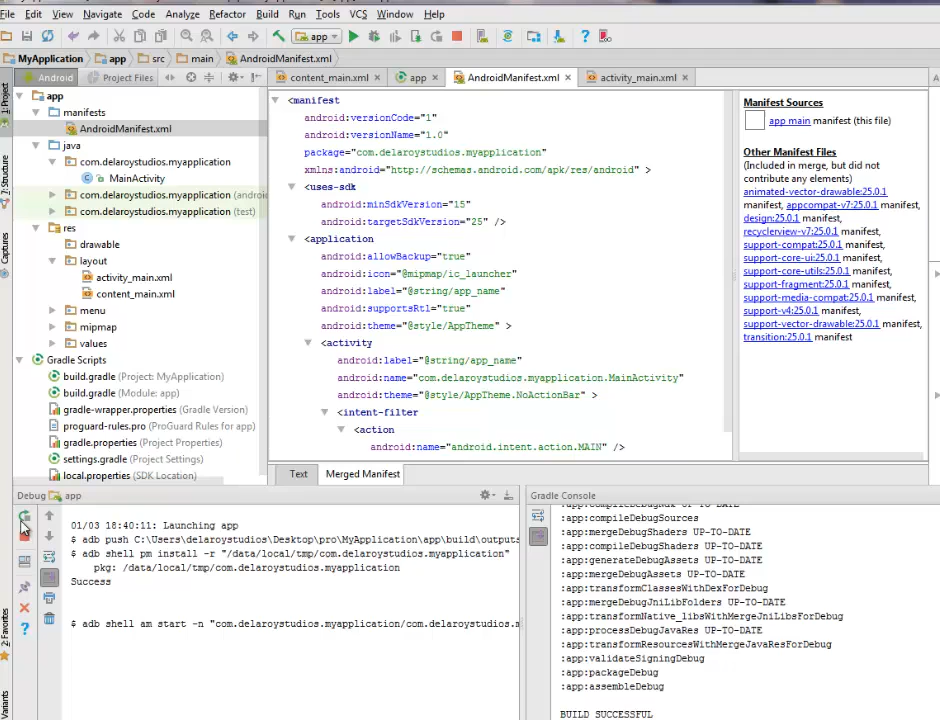 File Edit View Navigate Code Analyze Refactor Build Run Tools VCS Window Help
app
MyApplication app src main AndroidManifest.xml
Android Project Files
content_main.xml app AndroidManifest.xml activity_main.xml
1: Project
7: Structure
Captures
2: Favorites
Variants
app
manifests
AndroidManifest.xml
java
com.delaroystudios.myapplication
MainActivity
com.delaroystudios.myapplication (androi
com.delaroystudios.myapplication (test)
res
drawable
layout
activity_main.xml
content_main.xml
menu
mipmap
values
Gradle Scripts
build.gradle (Project: MyApplication)
build.gradle (Module: app)
gradle-wrapper.properties (Gradle Version)
proguard-rules.pro (ProGuard Rules for app)
gradle.properties (Project Properties)
settings.gradle (Project Settings)
local.properties (SDK Location)
<manifest
android:versionCode="1"
android:versionName="1.0"
package="com.delaroystudios.myapplication"
xmlns:android="http://schemas.android.com/apk/res/android" >
<uses-sdk
android:minSdkVersion="15"
android:targetSdkVersion="25" />
<application
android:allowBackup="true"
android:icon="@mipmap/ic_launcher"
android:label="@string/app_name"
android:supportsRtl="true"
android:theme="@style/AppTheme" >
<activity
android:label="@string/app_name"
android:name="com.delaroystudios.myapplication.MainActivity"
android:theme="@style/AppTheme.NoActionBar" >
<intent-filter
<action
android:name="android.intent.action.MAIN" />
Text Merged Manifest
Manifest Sources
app main manifest (this file)
Other Manifest Files
(Included in merge, but did not
contribute any elements)
animated-vector-drawable:25.0.1
manifest, appcompat-v7:25.0.1 manifest,
design:25.0.1 manifest,
recyclerview-v7:25.0.1 manifest,
support-compat:25.0.1 manifest,
support-core-ui:25.0.1 manifest,
support-core-utils:25.0.1 manifest,
support-fragment:25.0.1 manifest,
support-media-compat:25.0.1 manifest,
support-v4:25.0.1 manifest,
support-vector-drawable:25.0.1 manifest,
transition:25.0.1 manifest
Debug app
01/03 18:40:11: Launching app
$ adb push C:\Users\delaroystudios\Desktop\pro\MyApplication\app\build\outputs
$ adb shell pm install -r "/data/local/tmp/com.delaroystudios.myapplication"
pkg: /data/local/tmp/com.delaroystudios.myapplication
Success
$ adb shell am start -n "com.delaroystudios.myapplication/com.delaroystudios.m
Gradle Console
:app:compileDebugNdk UP-TO-DATE
:app:compileDebugSources
:app:mergeDebugShaders UP-TO-DATE
:app:compileDebugShaders UP-TO-DATE
:app:generateDebugAssets UP-TO-DATE
:app:mergeDebugAssets UP-TO-DATE
:app:transformClassesWithDexForDebug
:app:mergeDebugJniLibFolders UP-TO-DATE
:app:transformNative_libsWithMergeJniLibsForDebug
:app:processDebugJavaRes UP-TO-DATE
:app:transformResourcesWithMergeJavaResForDebug
:app:validateSigningDebug
:app:packageDebug
:app:assembleDebug
BUILD SUCCESSFUL